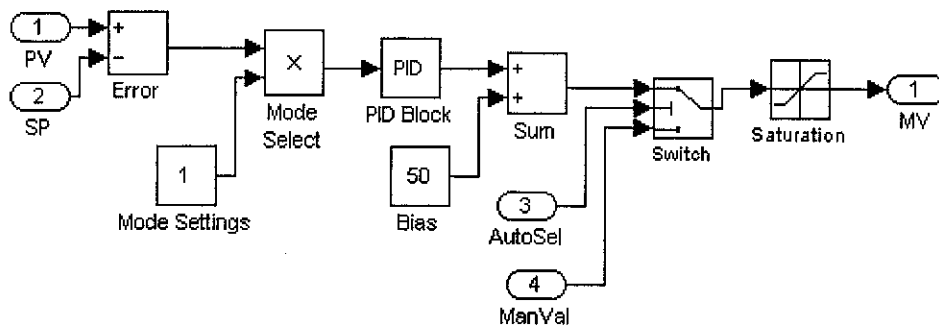 1
PV
2
SP
+
−
Error
×
Mode
Select
1
Mode Settings
PID
PID Block
50
Bias
+
+
Sum
3
AutoSel
4
ManVal
Switch
Saturation
1
MV